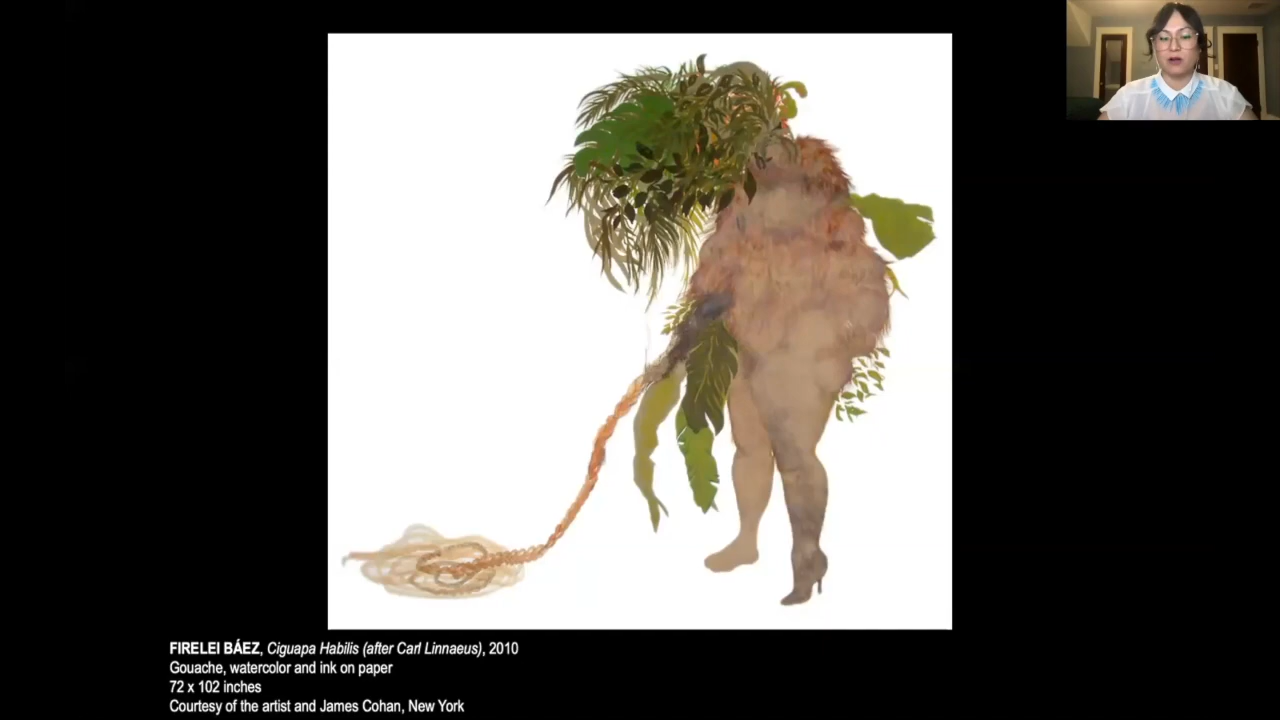 FIRELEI BÁEZ, Ciguapa Habilis (after Carl Linnaeus), 2010
Gouache, watercolor and ink on paper
72 x 102 inches
Courtesy of the artist and James Cohan, New York